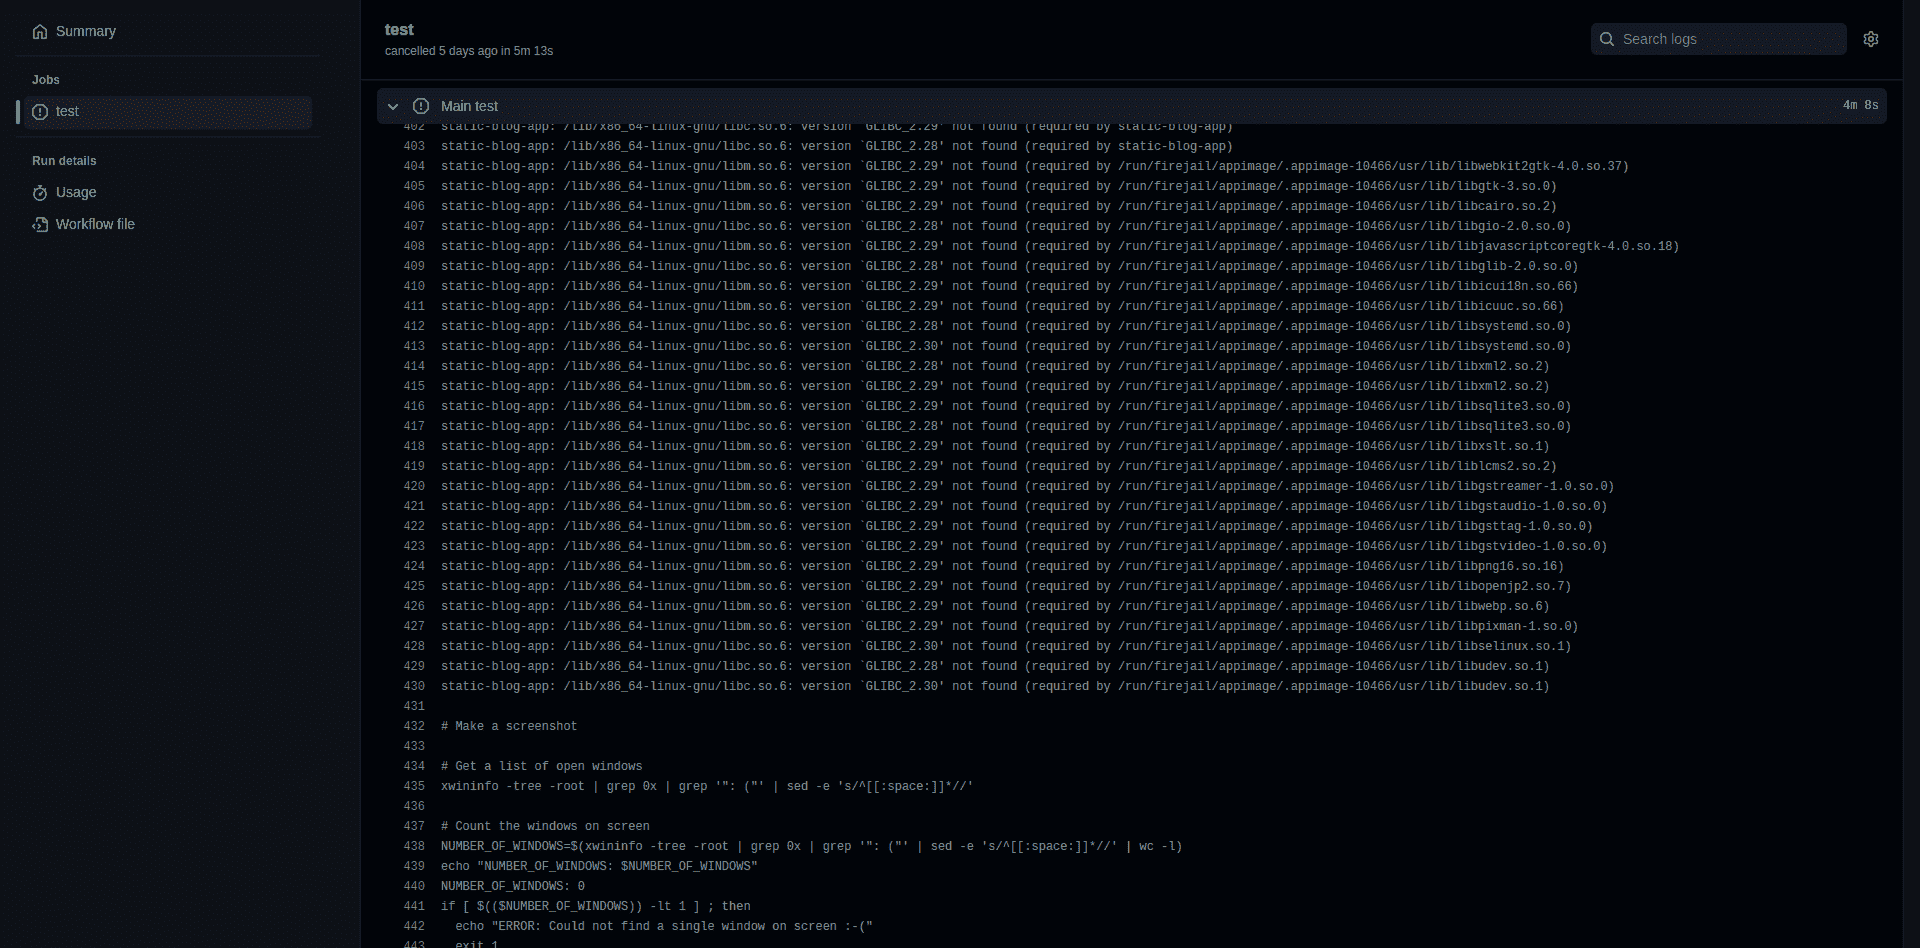 Summary
Jobs
test
Run details
Usage
Workflow file
test
cancelled 5 days ago in 5m 13s
Search logs
Main test
4m 8s
402 static-blog-app: /lib/x86_64-linux-gnu/libc.so.6: version `GLIBC_2.29' not found (required by static-blog-app)
403 static-blog-app: /lib/x86_64-linux-gnu/libc.so.6: version `GLIBC_2.28' not found (required by static-blog-app)
404 static-blog-app: /lib/x86_64-linux-gnu/libm.so.6: version `GLIBC_2.29' not found (required by /run/firejail/appimage/.appimage-10466/usr/lib/libwebkit2gtk-4.0.so.37)
405 static-blog-app: /lib/x86_64-linux-gnu/libm.so.6: version `GLIBC_2.29' not found (required by /run/firejail/appimage/.appimage-10466/usr/lib/libgtk-3.so.0)
406 static-blog-app: /lib/x86_64-linux-gnu/libm.so.6: version `GLIBC_2.29' not found (required by /run/firejail/appimage/.appimage-10466/usr/lib/libcairo.so.2)
407 static-blog-app: /lib/x86_64-linux-gnu/libc.so.6: version `GLIBC_2.28' not found (required by /run/firejail/appimage/.appimage-10466/usr/lib/libgio-2.0.so.0)
408 static-blog-app: /lib/x86_64-linux-gnu/libm.so.6: version `GLIBC_2.29' not found (required by /run/firejail/appimage/.appimage-10466/usr/lib/libjavascriptcoregtk-4.0.so.18)
409 static-blog-app: /lib/x86_64-linux-gnu/libc.so.6: version `GLIBC_2.28' not found (required by /run/firejail/appimage/.appimage-10466/usr/lib/libglib-2.0.so.0)
410 static-blog-app: /lib/x86_64-linux-gnu/libm.so.6: version `GLIBC_2.29' not found (required by /run/firejail/appimage/.appimage-10466/usr/lib/libicui18n.so.66)
411 static-blog-app: /lib/x86_64-linux-gnu/libm.so.6: version `GLIBC_2.29' not found (required by /run/firejail/appimage/.appimage-10466/usr/lib/libicuuc.so.66)
412 static-blog-app: /lib/x86_64-linux-gnu/libc.so.6: version `GLIBC_2.28' not found (required by /run/firejail/appimage/.appimage-10466/usr/lib/libsystemd.so.0)
413 static-blog-app: /lib/x86_64-linux-gnu/libc.so.6: version `GLIBC_2.30' not found (required by /run/firejail/appimage/.appimage-10466/usr/lib/libsystemd.so.0)
414 static-blog-app: /lib/x86_64-linux-gnu/libc.so.6: version `GLIBC_2.28' not found (required by /run/firejail/appimage/.appimage-10466/usr/lib/libxml2.so.2)
415 static-blog-app: /lib/x86_64-linux-gnu/libm.so.6: version `GLIBC_2.29' not found (required by /run/firejail/appimage/.appimage-10466/usr/lib/libxml2.so.2)
416 static-blog-app: /lib/x86_64-linux-gnu/libm.so.6: version `GLIBC_2.29' not found (required by /run/firejail/appimage/.appimage-10466/usr/lib/libsqlite3.so.0)
417 static-blog-app: /lib/x86_64-linux-gnu/libc.so.6: version `GLIBC_2.28' not found (required by /run/firejail/appimage/.appimage-10466/usr/lib/libsqlite3.so.0)
418 static-blog-app: /lib/x86_64-linux-gnu/libm.so.6: version `GLIBC_2.29' not found (required by /run/firejail/appimage/.appimage-10466/usr/lib/libxslt.so.1)
419 static-blog-app: /lib/x86_64-linux-gnu/libm.so.6: version `GLIBC_2.29' not found (required by /run/firejail/appimage/.appimage-10466/usr/lib/liblcms2.so.2)
420 static-blog-app: /lib/x86_64-linux-gnu/libm.so.6: version `GLIBC_2.29' not found (required by /run/firejail/appimage/.appimage-10466/usr/lib/libgstreamer-1.0.so.0)
421 static-blog-app: /lib/x86_64-linux-gnu/libm.so.6: version `GLIBC_2.29' not found (required by /run/firejail/appimage/.appimage-10466/usr/lib/libgstaudio-1.0.so.0)
422 static-blog-app: /lib/x86_64-linux-gnu/libm.so.6: version `GLIBC_2.29' not found (required by /run/firejail/appimage/.appimage-10466/usr/lib/libgsttag-1.0.so.0)
423 static-blog-app: /lib/x86_64-linux-gnu/libm.so.6: version `GLIBC_2.29' not found (required by /run/firejail/appimage/.appimage-10466/usr/lib/libgstvideo-1.0.so.0)
424 static-blog-app: /lib/x86_64-linux-gnu/libm.so.6: version `GLIBC_2.29' not found (required by /run/firejail/appimage/.appimage-10466/usr/lib/libpng16.so.16)
425 static-blog-app: /lib/x86_64-linux-gnu/libm.so.6: version `GLIBC_2.29' not found (required by /run/firejail/appimage/.appimage-10466/usr/lib/libopenjp2.so.7)
426 static-blog-app: /lib/x86_64-linux-gnu/libm.so.6: version `GLIBC_2.29' not found (required by /run/firejail/appimage/.appimage-10466/usr/lib/libwebp.so.6)
427 static-blog-app: /lib/x86_64-linux-gnu/libm.so.6: version `GLIBC_2.29' not found (required by /run/firejail/appimage/.appimage-10466/usr/lib/libpixman-1.so.0)
428 static-blog-app: /lib/x86_64-linux-gnu/libc.so.6: version `GLIBC_2.30' not found (required by /run/firejail/appimage/.appimage-10466/usr/lib/libselinux.so.1)
429 static-blog-app: /lib/x86_64-linux-gnu/libc.so.6: version `GLIBC_2.28' not found (required by /run/firejail/appimage/.appimage-10466/usr/lib/libudev.so.1)
430 static-blog-app: /lib/x86_64-linux-gnu/libc.so.6: version `GLIBC_2.30' not found (required by /run/firejail/appimage/.appimage-10466/usr/lib/libudev.so.1)
431
432 # Make a screenshot
433
434 # Get a list of open windows
435 xwininfo -tree -root | grep 0x | grep '": ("' | sed -e 's/^[[:space:]]*//'
436
437 # Count the windows on screen
438 NUMBER_OF_WINDOWS=$(xwininfo -tree -root | grep 0x | grep '": ("' | sed -e 's/^[[:space:]]*//' | wc -l)
439 echo "NUMBER_OF_WINDOWS: $NUMBER_OF_WINDOWS"
440 NUMBER_OF_WINDOWS: 0
441 if [ $(($NUMBER_OF_WINDOWS)) -lt 1 ] ; then
442 echo "ERROR: Could not find a single window on screen :-("
443 exit 1